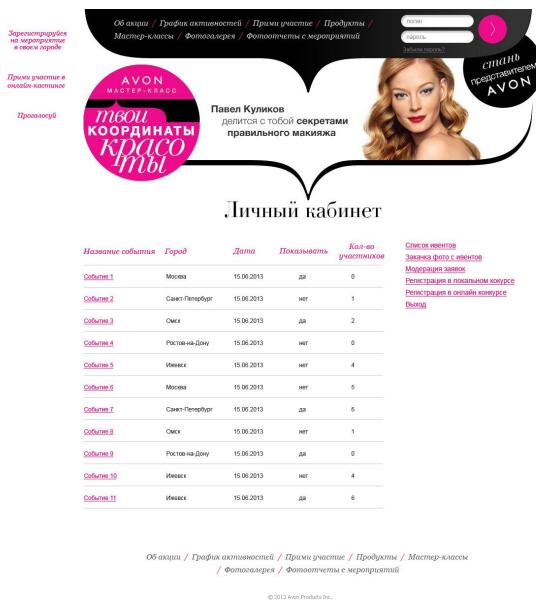 Зарегистрируйся
на мероприятие
в своем городе
Прими участие в
онлайн-кастинге
Проголосуй
Об акции / График активностей / Прими участие / Продукты /
Мастер-классы / Фотогалерея / Фотоотчеты с мероприятий
логин
пароль
Забыли пароль?
стань
представителем
AVON
AVON
МАСТЕР-КЛАСС
твои
КООРДИНАТЫ
красо
ты
Павел Куликов
делится с тобой секретами
правильного макияжа
Личный кабинет
Название события Город Дата Показывать Кол-во участников
Событие 1 Москва 15.06.2013 да 0
Событие 2 Санкт-Петербург 15.06.2013 нет 1
Событие 3 Омск 15.06.2013 да 2
Событие 4 Ростов-на-Дону 15.06.2013 нет 0
Событие 5 Ижевск 15.06.2013 нет 4
Событие 6 Москва 15.06.2013 нет 5
Событие 7 Санкт-Петербург 15.06.2013 да 6
Событие 8 Омск 15.06.2013 нет 1
Событие 9 Ростов-на-Дону 15.06.2013 да 0
Событие 10 Ижевск 15.06.2013 нет 4
Событие 11 Ижевск 15.06.2013 да 6
Список ивентов
Закачка фото с ивентов
Модерация заявок
Регистрация в локальном кокурсе
Регистрация в онлайн конкурсе
Выход
Об акции / График активностей / Прими участие / Продукты / Мастер-классы
/ Фотогалерея / Фотоотчеты с мероприятий
© 2013 Avon Products Inc.